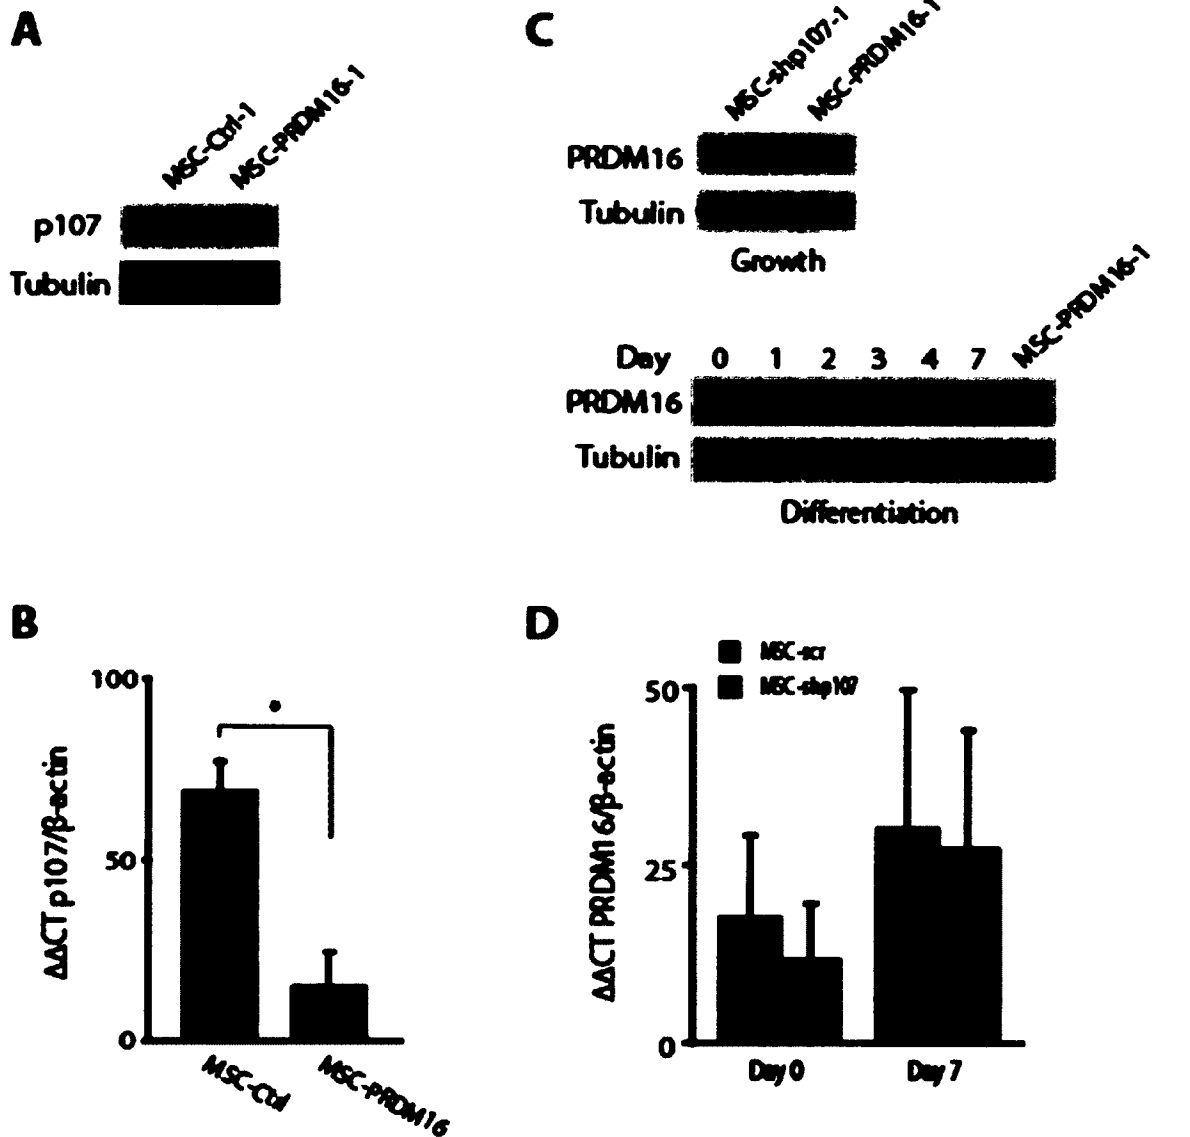 A
MSC-Ctrl-1
MSC-PRDM16-1
p107
Tubulin
C
MSC-shp107-1
MSC-PRDM16-1
PRDM16
Tubulin
Growth
Day 0 1 2 3 4 7 MSC-PRDM16-1
PRDM16
Tubulin
Differentiation
B
100
50
0
ΔΔCT p107/β-actin
*
MSC-Ctrl
MSC-PRDM16
D
MSC-scr
MSC-shp107
50
25
0
ΔΔCT PRDM16/β-actin
Day 0
Day 7